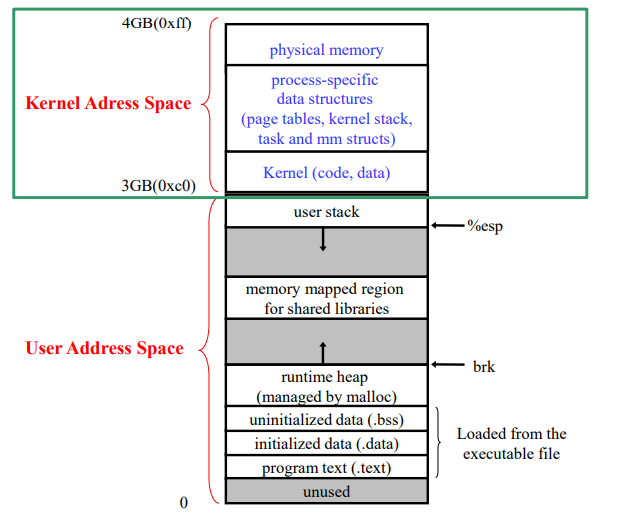 4GB(0xff)
physical memory
process-specific
data structures
(page tables, kernel stack,
task and mm structs)
Kernel Adress Space
Kernel (code, data)
3GB(0xc0)
user stack
%esp
memory mapped region
for shared libraries
User Address Space
brk
runtime heap
(managed by malloc)
uninitialized data (.bss)
initialized data (.data)
program text (.text)
Loaded from the
executable file
unused
0